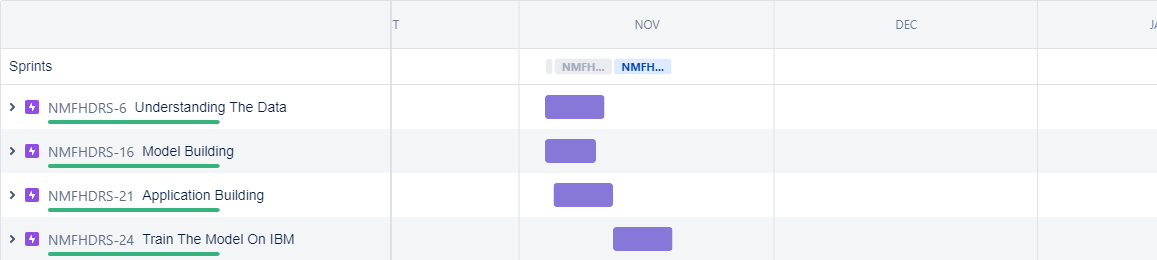 T NOV DEC JA
Sprints NMFH... NMFH...
NMFHDRS-6 Understanding The Data
NMFHDRS-16 Model Building
NMFHDRS-21 Application Building
NMFHDRS-24 Train The Model On IBM